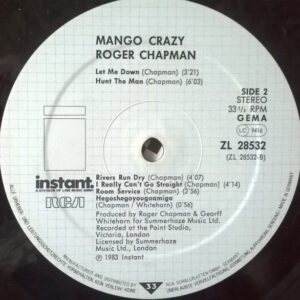 MANGO CRAZY
ROGER CHAPMAN
Let Me Down (Chapman) (3'21)
Hunt The Man (Chapman) (6'03)
SIDE 2
STEREO
33⅓ RPM
GEMA
LC 9416
ZL 28532
(ZL 28532-B)
instant.
RCA
Rivers Run Dry (Chapman) (4'07)
I Really Can't Go Straight (Chapman) (4'14)
Room Service (Chapman) (2'56)
Hegoshegoyougoamigo
(Chapman / Whitehorn) (0'56)
Produced by Roger Chapman & Georff
Whitehorn for Summerhaze Music Ltd.
Recorded at the Point Studio,
Victoria, London
Licensed by Summerhaze
Music Ltd., London
℗ 1983 Instant
33